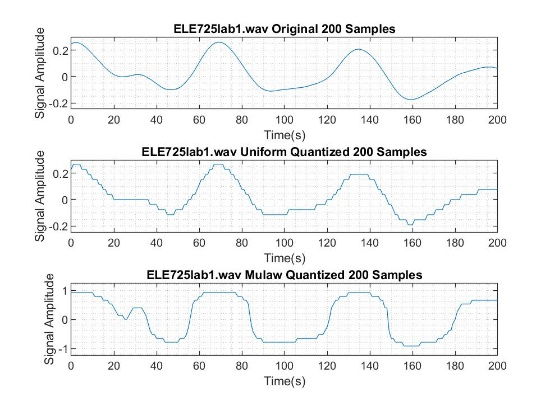 ELE725lab1.wav Original 200 Samples
Signal Amplitude
0.2
0
-0.2
0 20 40 60 80 100 120 140 160 180 200
Time(s)
ELE725lab1.wav Uniform Quantized 200 Samples
Signal Amplitude
0.2
0
-0.2
0 20 40 60 80 100 120 140 160 180 200
Time(s)
ELE725lab1.wav Mulaw Quantized 200 Samples
Signal Amplitude
1
0
-1
0 20 40 60 80 100 120 140 160 180 200
Time(s)